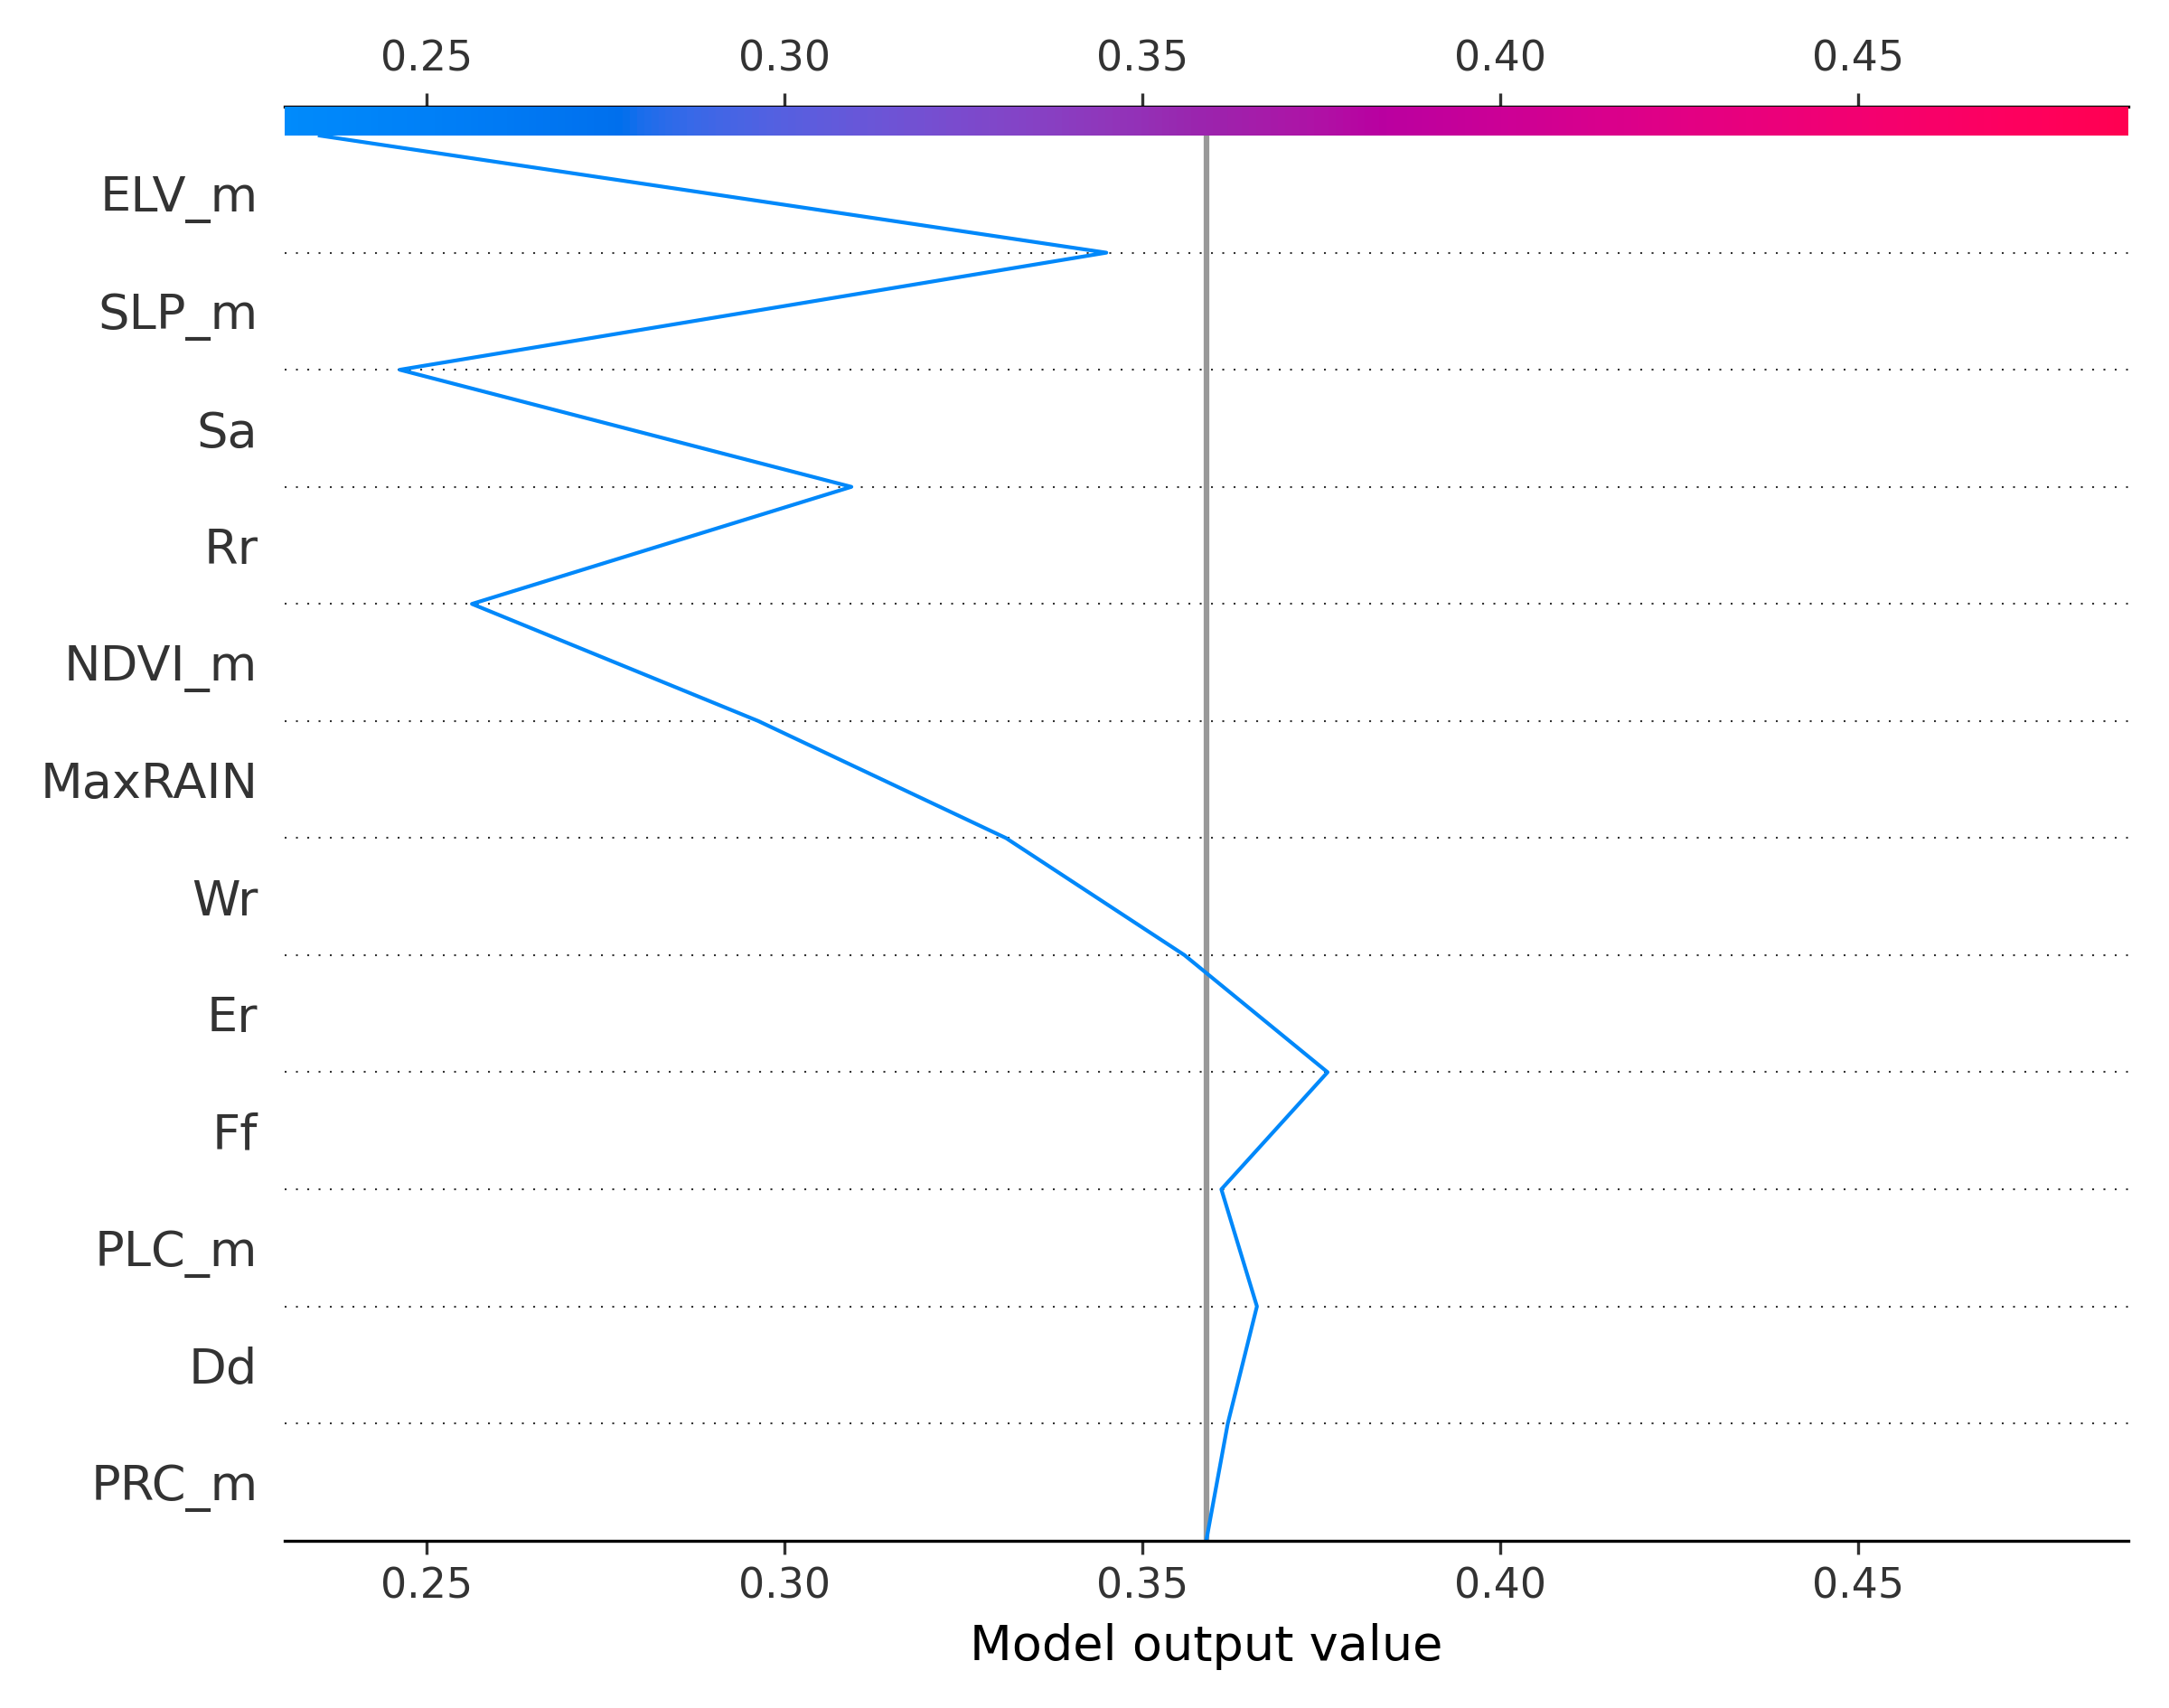 0.25 0.30 0.35 0.40 0.45
ELV_m
SLP_m
Sa
Rr
NDVI_m
MaxRAIN
Wr
Er
Ff
PLC_m
Dd
PRC_m
0.25 0.30 0.35 0.40 0.45
Model output value